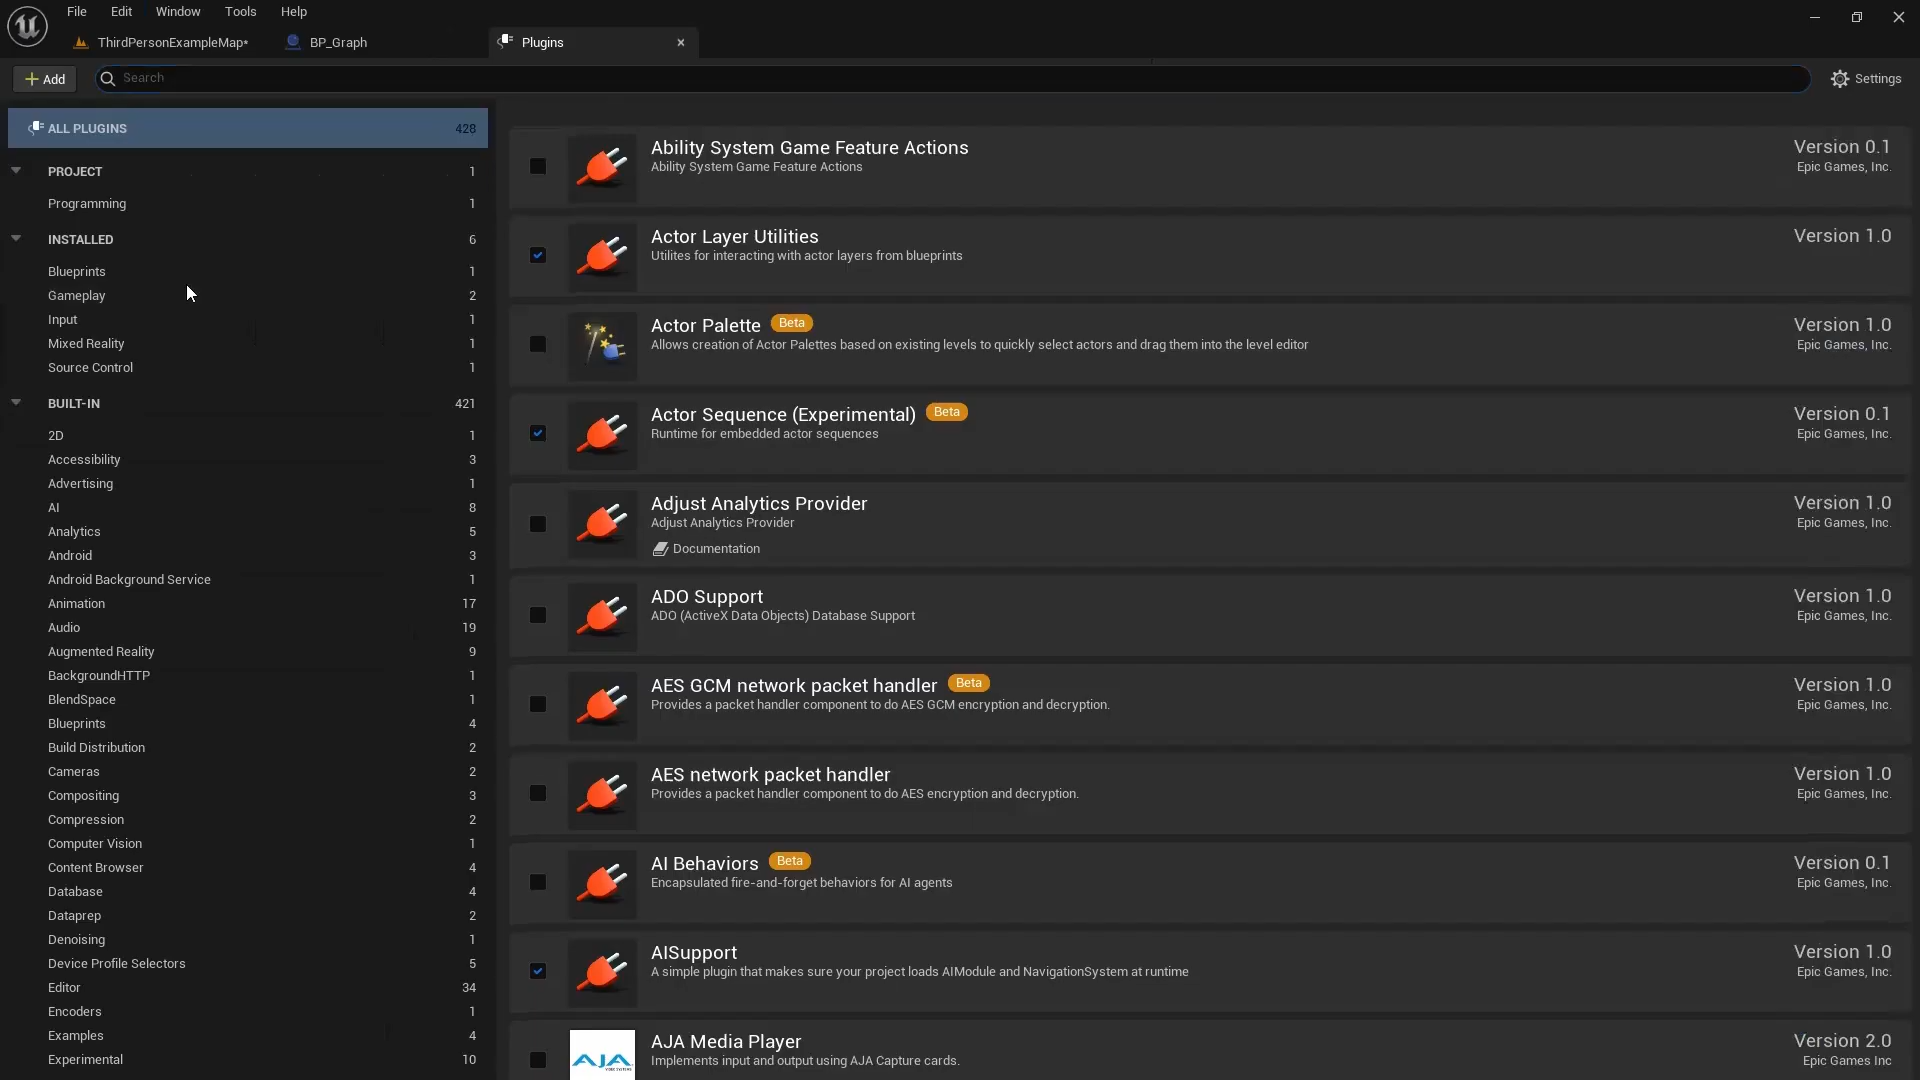 File Edit Window Tools Help
ThirdPersonExampleMap* BP_Graph Plugins
Add Search Settings
ALL PLUGINS 428
PROJECT 1
Programming 1
INSTALLED 6
Blueprints 1
Gameplay 2
Input 1
Mixed Reality 1
Source Control 1
BUILT-IN 421
2D 1
Accessibility 3
Advertising 1
AI 8
Analytics 5
Android 3
Android Background Service 1
Animation 17
Audio 19
Augmented Reality 9
BackgroundHTTP 1
BlendSpace 1
Blueprints 4
Build Distribution 2
Cameras 2
Compositing 3
Compression 2
Computer Vision 1
Content Browser 4
Database 4
Dataprep 2
Denoising 1
Device Profile Selectors 5
Editor 34
Encoders 1
Examples 4
Experimental 10
Ability System Game Feature Actions Version 0.1
Ability System Game Feature Actions Epic Games, Inc.
Actor Layer Utilities Version 1.0
Utilites for interacting with actor layers from blueprints
Actor Palette Beta Version 1.0
Allows creation of Actor Palettes based on existing levels to quickly select actors and drag them into the level editor Epic Games, Inc.
Actor Sequence (Experimental) Beta Version 0.1
Runtime for embedded actor sequences Epic Games, Inc.
Adjust Analytics Provider Version 1.0
Adjust Analytics Provider Epic Games, Inc.
Documentation
ADO Support Version 1.0
ADO (ActiveX Data Objects) Database Support Epic Games, Inc.
AES GCM network packet handler Beta Version 1.0
Provides a packet handler component to do AES GCM encryption and decryption. Epic Games, Inc.
AES network packet handler Version 1.0
Provides a packet handler component to do AES encryption and decryption. Epic Games, Inc.
AI Behaviors Beta Version 0.1
Encapsulated fire-and-forget behaviors for AI agents Epic Games, Inc.
AISupport Version 1.0
A simple plugin that makes sure your project loads AIModule and NavigationSystem at runtime Epic Games, Inc.
AJA Media Player Version 2.0
AJA Implements input and output using AJA Capture cards. Epic Games Inc